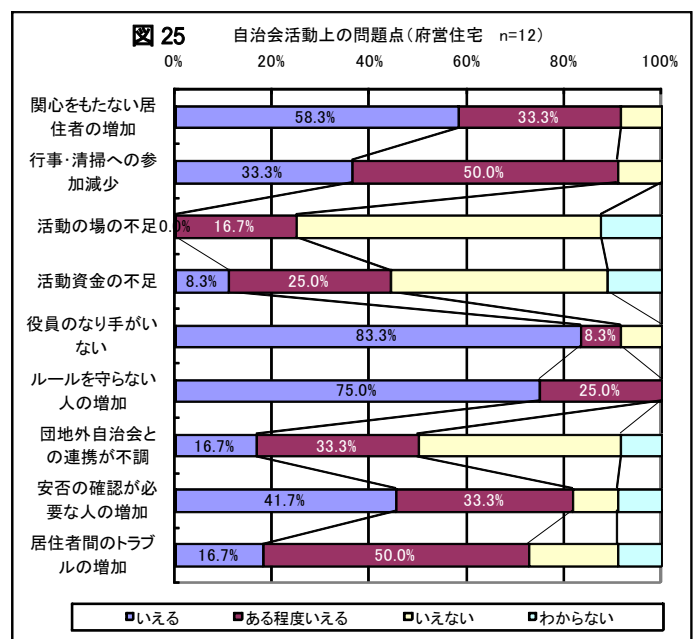 図 25 自治会活動上の問題点(府営住宅 n=12)
0% 20% 40% 60% 80% 100%
関心をもたない居
住者の増加
58.3% 33.3%
行事・清掃への参
加減少
33.3% 50.0%
活動の場の不足
0.0% 16.7%
活動資金の不足
8.3% 25.0%
役員のなり手がい
ない
83.3% 8.3%
ルールを守らない
人の増加
75.0% 25.0%
団地外自治会と
の連携が不調
16.7% 33.3%
安否の確認が必
要な人の増加
41.7% 33.3%
居住者間のトラ
ブルの増加
16.7% 50.0%
いえる ある程度いえる いえない わからない